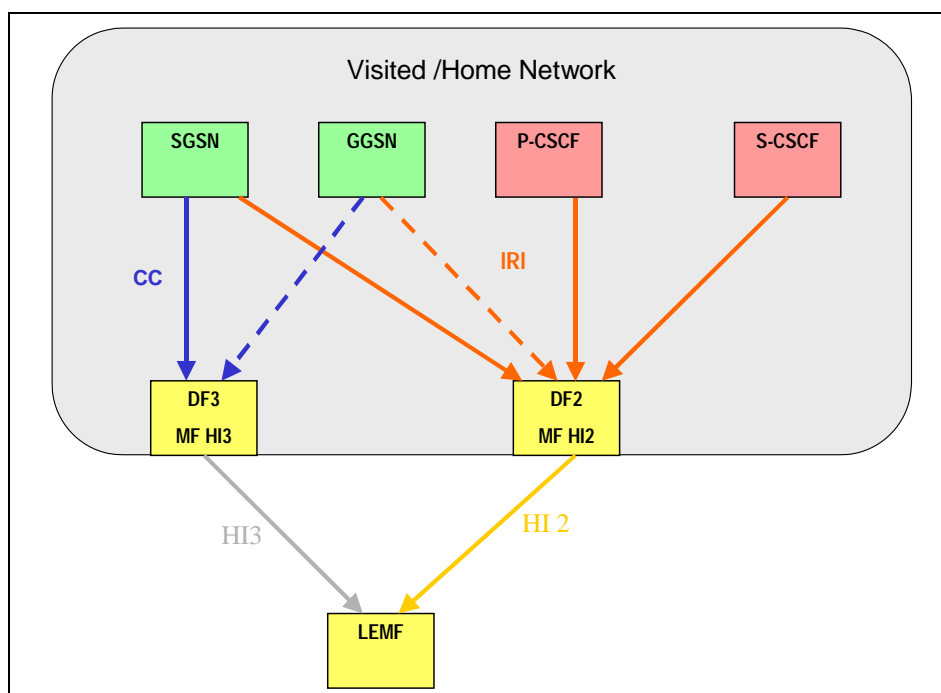 Visited /Home Network
SGSN
GGSN
P-CSCF
S-CSCF
CC
IRI
DF3
MF HI3
DF2
MF HI2
HI3
HI 2
LEMF